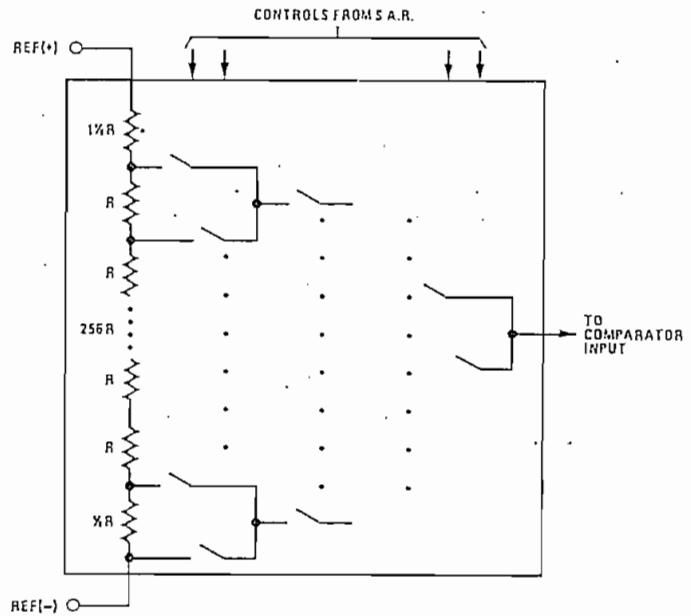 CONTROLS FROM S.A.R.
REF(+)
1½R
R
R
256R
R
R
½R
REF(−)
TO
COMPARATOR
INPUT